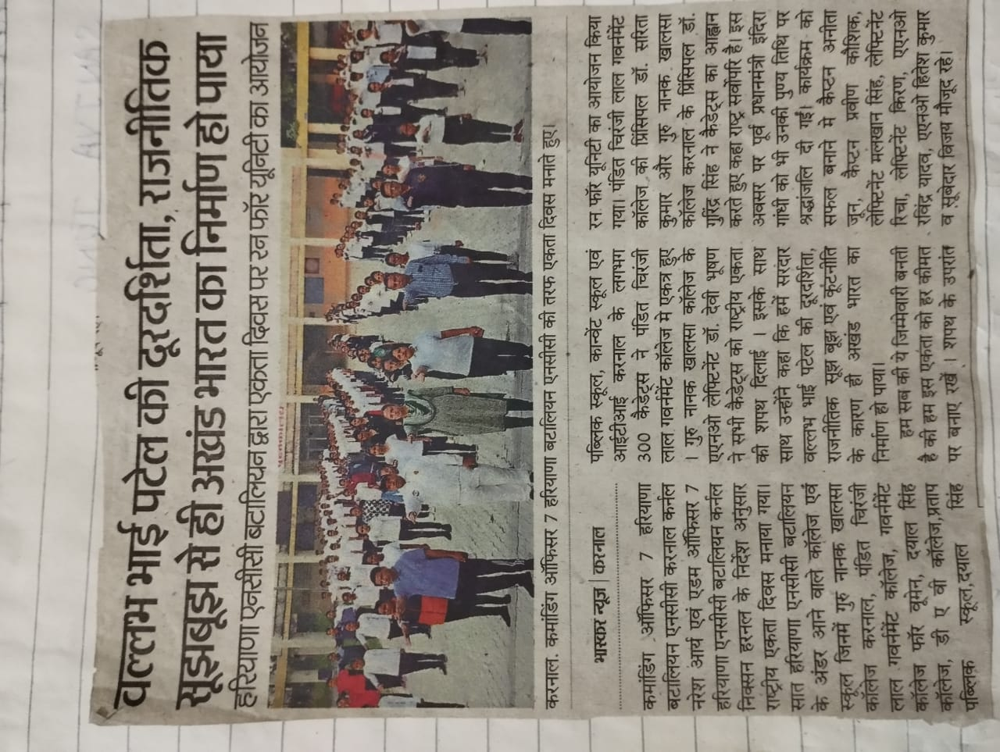 वल्लभ भाई पटेल की दूरदर्शिता, राजनीतिक
सूझबूझ से ही अखंड भारत का निर्माण हो पाया
हरियाणा एनसीसी बटालियन द्वारा एकता दिवस पर रन फॉर यूनिटी का आयोजन
करनाल. कमांडिंग ऑफिसर 7 हरियाणा बटालियन एनसीसी की तरफ एकता दिवस मनाते हुए।
भास्कर न्यूज | करनाल
कमांडिंग ऑफिसर 7 हरियाणा
बटालियन एनसीसी करनाल कर्नल
नरेश आर्य एवं एडम ऑफिसर 7
हरियाणा एनसीसी बटालियन कर्नल
निक्सन हरनल के निर्देश अनुसार
राष्ट्रीय एकता दिवस मनाया गया।
सात हरियाणा एनसीसी बटालियन
के अंडर आने वाले कॉलेज एवं
स्कूल जिनमें गुरु नानक खालसा
कॉलेज करनाल, पंडित चिरंजी
लाल गवर्नमेंट कॉलेज, गवर्नमेंट
कॉलेज फॉर वूमेन, दयाल सिंह
कॉलेज, डी ए वी कॉलेज,प्रताप
पब्लिक स्कूल,दयाल सिंह
पब्लिक स्कूल, कान्वेंट स्कूल एवं
आईटीआई करनाल के लगभग
300 कैडेट्स ने पंडित चिरंजी
लाल गवर्नमेंट कॉलेज में एकत्र हुए
। गुरु नानक खालसा कॉलेज के
एएनओ लेफ्टिनेंट डॉ. देवी भूषण
ने सभी कैडेट्स को राष्ट्रीय एकता
की शपथ दिलाई । इसके साथ
साथ उन्होंने कहा कि हमें सरदार
वल्लभ भाई पटेल की दूरदर्शिता,
राजनीतिक सूझ बूझ एवं कूटनीति
के कारण ही अखंड भारत का
निर्माण हो पाया।
हम सब की ये जिम्मेवारी बनती
है की हम इस एकता को हर कीमत
पर बनाए रखें । शपथ के उपरांत
रन फॉर यूनिटी का आयोजन किया
गया। पंडित चिरंजी लाल गवर्नमेंट
कॉलेज की प्रिंसिपल डॉ. सरिता
कुमार और गुरु नानक खालसा
कॉलेज करनाल के प्रिंसिपल डॉ.
गुरिंद्र सिंह ने कैडेट्स का आह्वान
करते हुए कहा राष्ट्र सर्वोपरि है। इस
अवसर पर पूर्व प्रधानमंत्री इंदिरा
गांधी को भी उनकी पुण्य तिथि पर
श्रद्धांजलि दी गई। कार्यक्रम को
सफल बनाने में कैप्टन अनीता
जून, कैप्टन प्रवीण कौशिक,
लेफ्टिनेंट मलखान सिंह, लेफ्टिनेंट
रिचा, लेफ्टिनेंट किरण, एएनओ
रविंद्र यादव, एएनओ हितेश कुमार
व सूबेदार विजय मौजूद रहे।